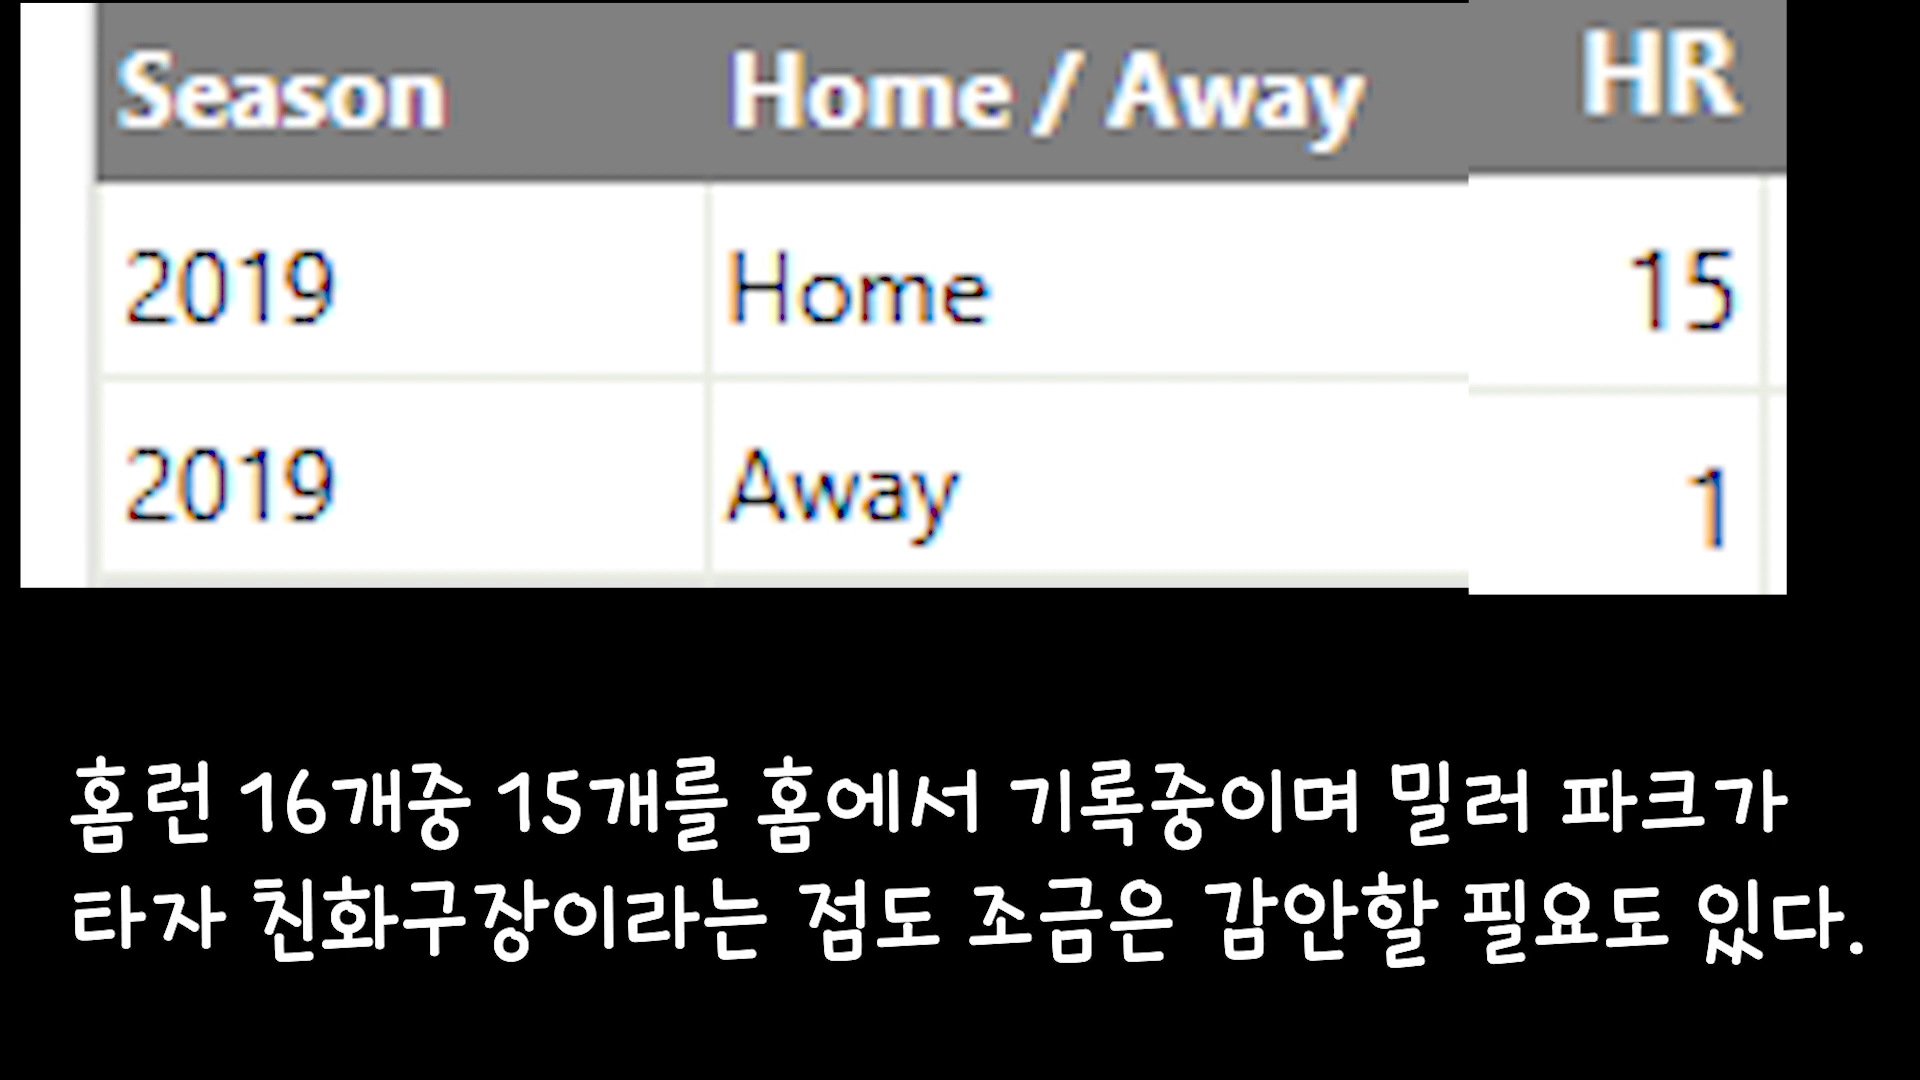 Season Home / Away HR
2019 Home 15
2019 Away 1
홈런 16개중 15개를 홈에서 기록중이며 밀러 파크가
타자 친화구장이라는 점도 조금은 감안할 필요도 있다.